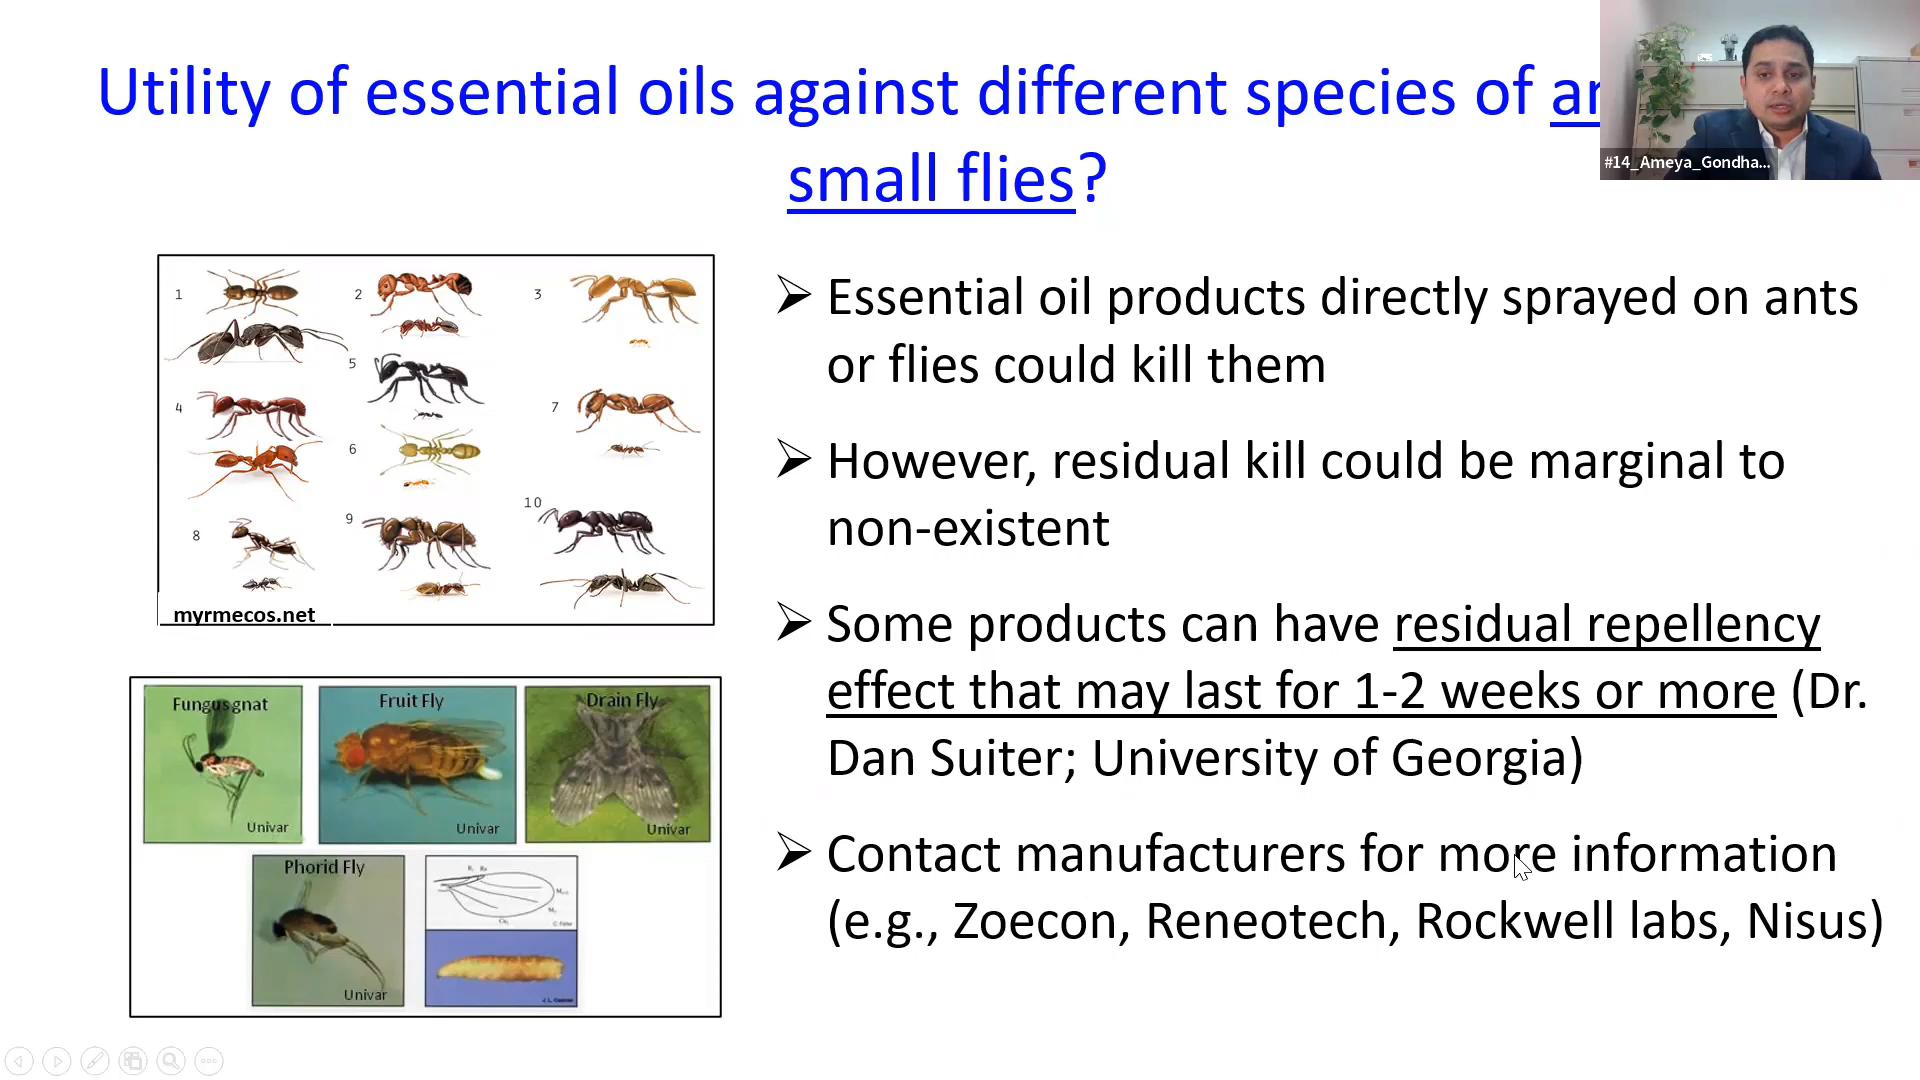 Utility of essential oils against different species of
small flies?
#14_Ameya_Gondha...
➢ Essential oil products directly sprayed on ants
or flies could kill them
➢ However, residual kill could be marginal to
non-existent
➢ Some products can have residual repellency
effect that may last for 1-2 weeks or more (Dr.
Dan Suiter; University of Georgia)
➢ Contact manufacturers for more information
(e.g., Zoecon, Reneotech, Rockwell labs, Nisus)
1
2
3
4
5
6
7
8
9
10
myrmecos.net
Fungus gnat
Univar
Fruit Fly
Univar
Drain Fly
Univar
Phorid Fly
Univar